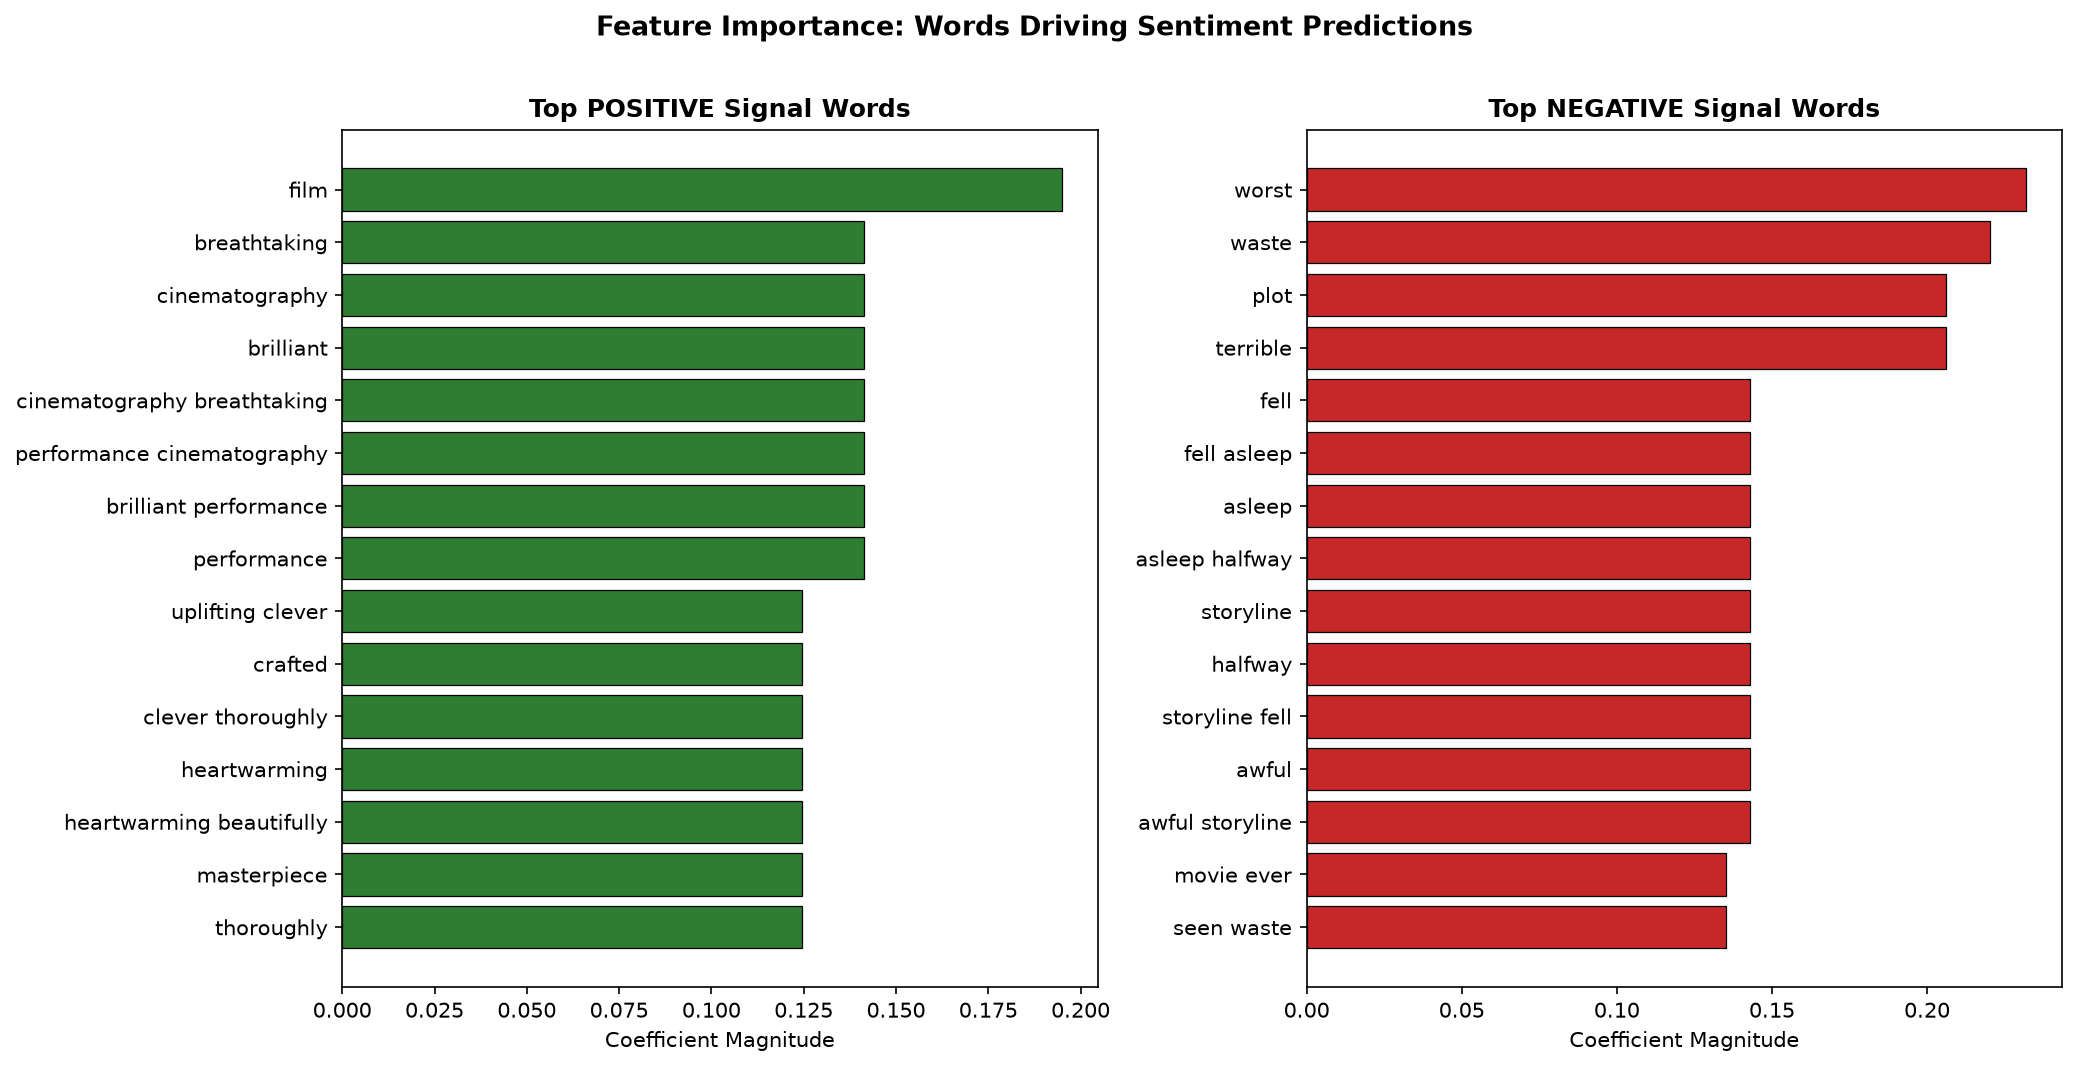 Feature Importance: Words Driving Sentiment Predictions
Top POSITIVE Signal Words
film
breathtaking
cinematography
brilliant
cinematography breathtaking
performance cinematography
brilliant performance
performance
uplifting clever
crafted
clever thoroughly
heartwarming
heartwarming beautifully
masterpiece
thoroughly
0.000 0.025 0.050 0.075 0.100 0.125 0.150 0.175 0.200
Coefficient Magnitude
Top NEGATIVE Signal Words
worst
waste
plot
terrible
fell
fell asleep
asleep
asleep halfway
storyline
halfway
storyline fell
awful
awful storyline
movie ever
seen waste
0.00 0.05 0.10 0.15 0.20
Coefficient Magnitude